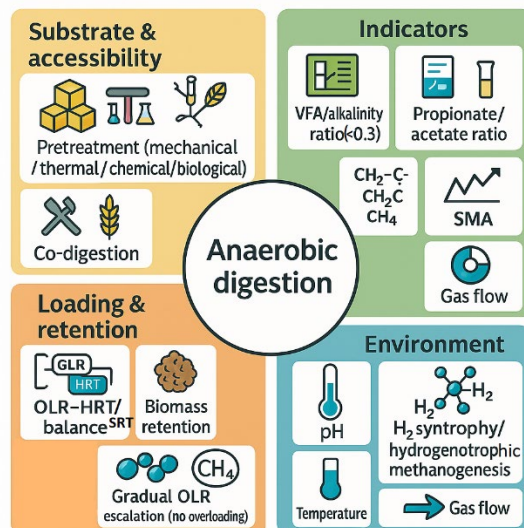 Substrate &
accessibility
Pretreatment (mechanical
/thermal/chemical/biological)
Co-digestion
Indicators
VFA/alkalinity
ratio(<0.3)
Propionate/
acetate ratio
CH₂–Ç-
CH₂C
CH₄
SMA
Gas flow
Anaerobic
digestion
Loading &
retention
GLR
HRT
OLR–HRT/
balance SRT
Biomass
retention
CH₄
Gradual OLR
escalation (no overloading)
Environment
pH
H₂
H₂
H₂ syntrophy/
hydrogenotrophic
methanogenesis
Temperature
Gas flow